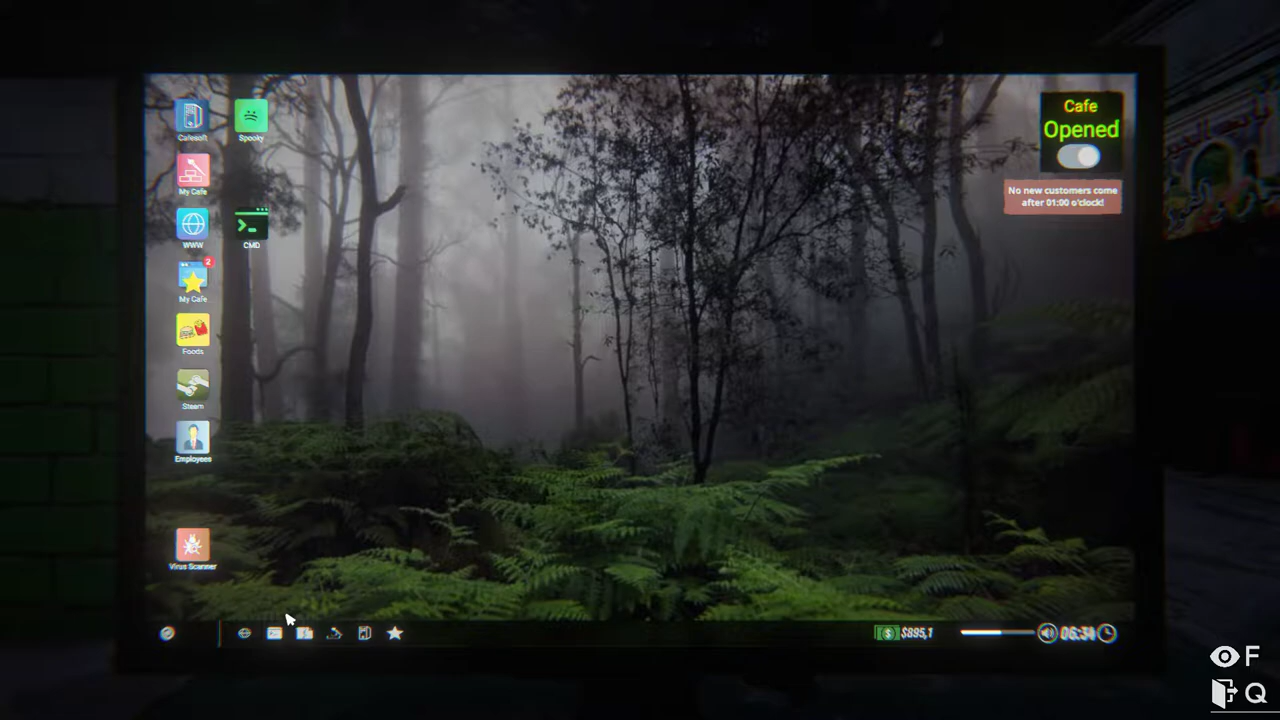 Cafesoft
Spooky
My Cafe
WWW
CMD
2
My Cafe
Foods
Steam
Employees
Virus Scanner
Cafe
Opened
No new customers come
after 01:00 o'clock!
$895,1
06:34
F
Q